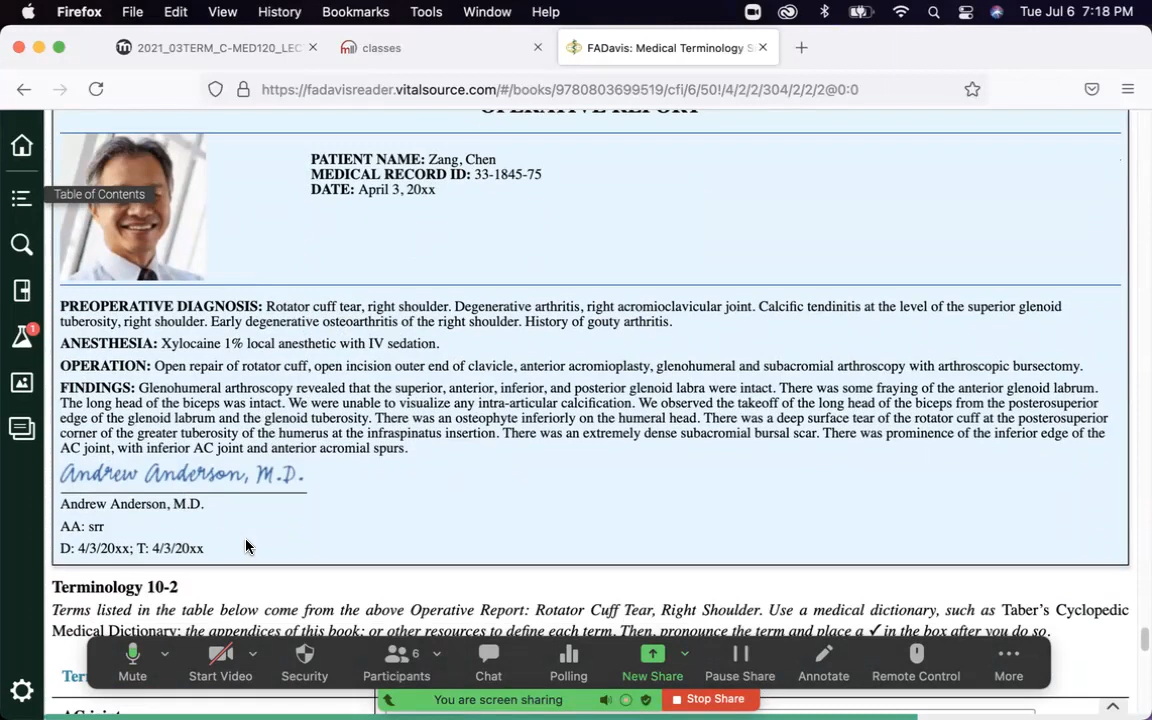 Firefox File Edit View History Bookmarks Tools Window Help Tue Jul 6 7:18 PM
2021_03TERM_C-MED120_LEC classes FADavis: Medical Terminology S
https://fadavisreader.vitalsource.com/#/books/9780803699519/cfi/6/50!/4/2/2/304/2/2/2@0:0
OPERATIVE REPORT
PATIENT NAME: Zang, Chen
MEDICAL RECORD ID: 33-1845-75
DATE: April 3, 20xx
Table of Contents
1
PREOPERATIVE DIAGNOSIS: Rotator cuff tear, right shoulder. Degenerative arthritis, right acromioclavicular joint. Calcific tendinitis at the level of the superior glenoid
tuberosity, right shoulder. Early degenerative osteoarthritis of the right shoulder. History of gouty arthritis.
ANESTHESIA: Xylocaine 1% local anesthetic with IV sedation.
OPERATION: Open repair of rotator cuff, open incision outer end of clavicle, anterior acromioplasty, glenohumeral and subacromial arthroscopy with arthroscopic bursectomy.
FINDINGS: Glenohumeral arthroscopy revealed that the superior, anterior, inferior, and posterior glenoid labra were intact. There was some fraying of the anterior glenoid labrum.
The long head of the biceps was intact. We were unable to visualize any intra-articular calcification. We observed the takeoff of the long head of the biceps from the posterosuperior
edge of the glenoid labrum and the glenoid tuberosity. There was an osteophyte inferiorly on the humeral head. There was a deep surface tear of the rotator cuff at the posterosuperior
corner of the greater tuberosity of the humerus at the infraspinatus insertion. There was an extremely dense subacromial bursal scar. There was prominence of the inferior edge of the
AC joint, with inferior AC joint and anterior acromial spurs.
Andrew Anderson, M.D.
Andrew Anderson, M.D.
AA: srr
D: 4/3/20xx; T: 4/3/20xx
Terminology 10-2
Terms listed in the table below come from the above Operative Report: Rotator Cuff Tear, Right Shoulder. Use a medical dictionary, such as Taber's Cyclopedic
Medical Dictionary; the appendices of this book; or other resources to define each term. Then, pronounce the term and place a ✓ in the box after you do so.
6
Mute Start Video Security Participants Chat Polling New Share Pause Share Annotate Remote Control More
You are screen sharing Stop Share
AC joint